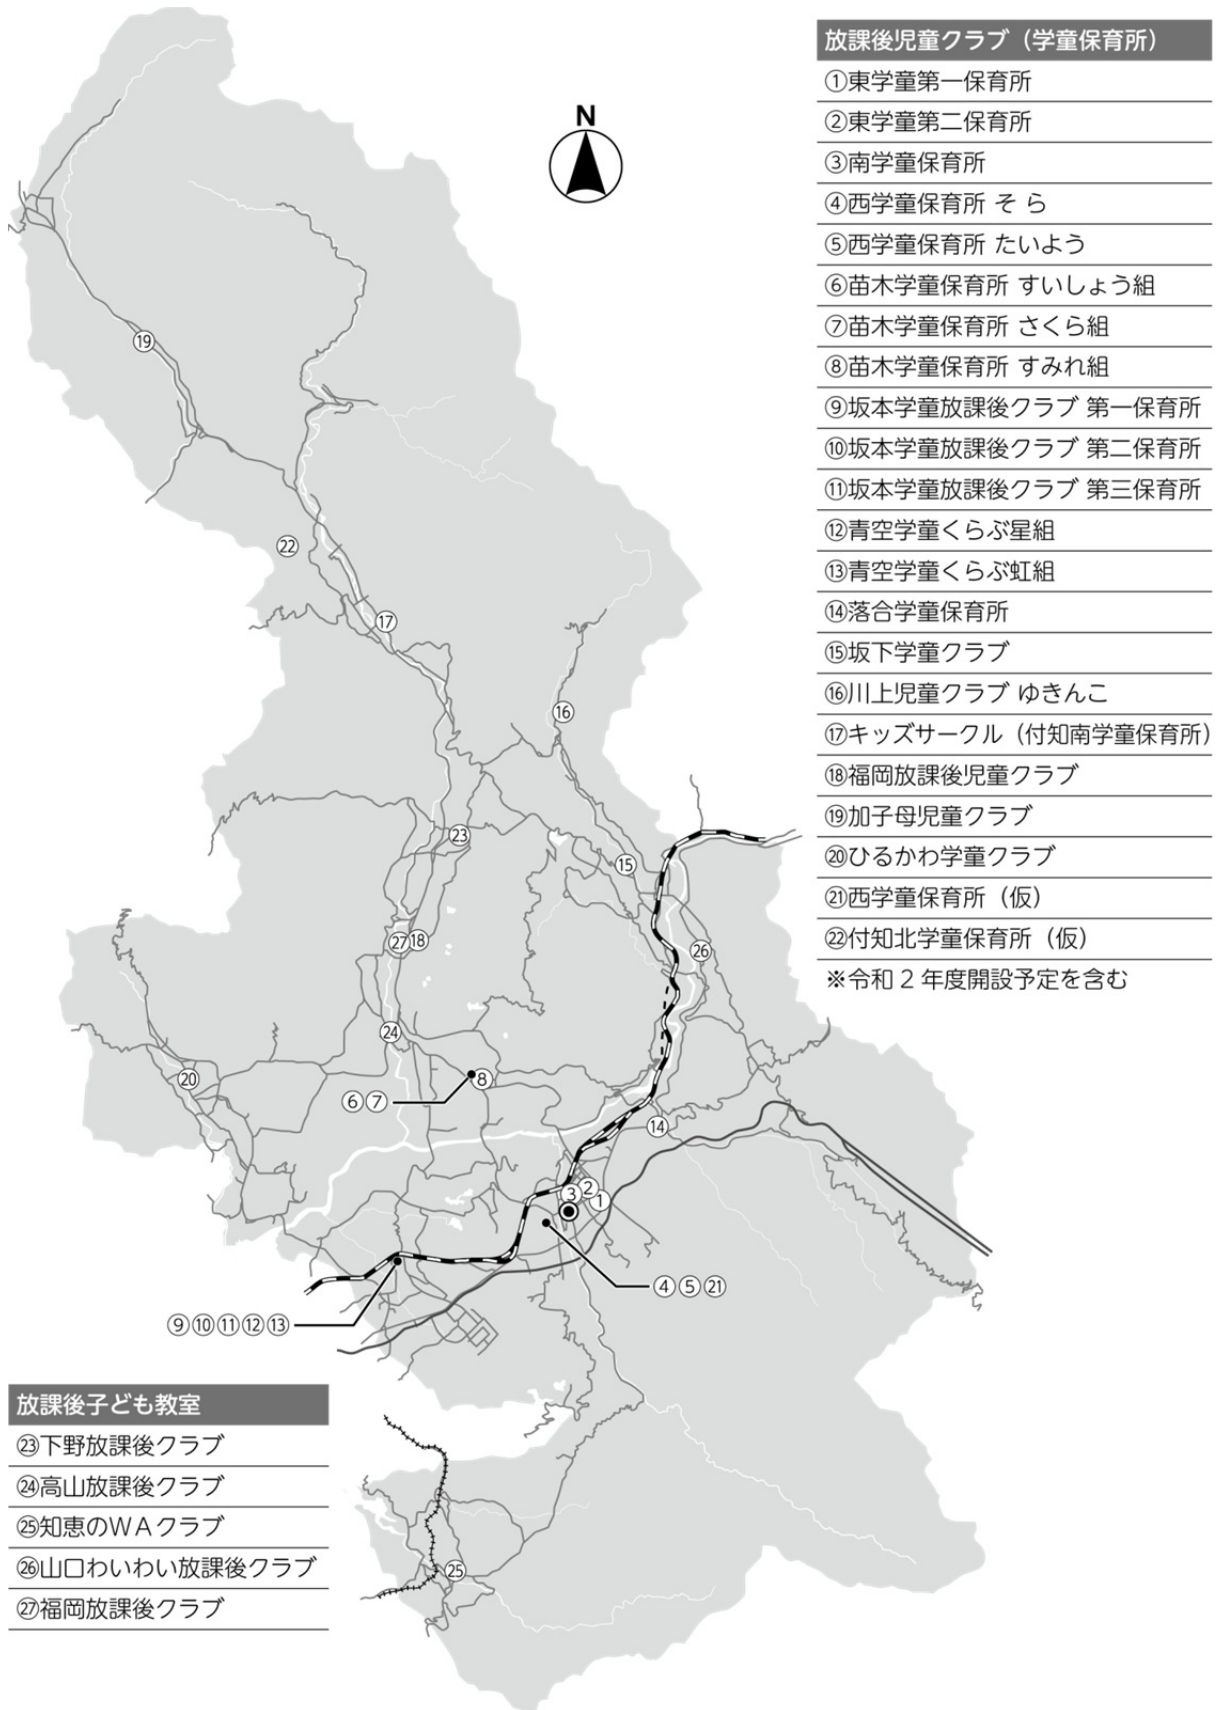 放課後児童クラブ（学童保育所）
①東学童第一保育所
②東学童第二保育所
③南学童保育所
④西学童保育所 そ ら
⑤西学童保育所 たいよう
⑥苗木学童保育所 すいしょう組
⑦苗木学童保育所 さくら組
⑧苗木学童保育所 すみれ組
⑨坂本学童放課後クラブ 第一保育所
⑩坂本学童放課後クラブ 第二保育所
⑪坂本学童放課後クラブ 第三保育所
⑫青空学童くらぶ星組
⑬青空学童くらぶ虹組
⑭落合学童保育所
⑮坂下学童クラブ
⑯川上児童クラブ ゆきんこ
⑰キッズサークル（付知南学童保育所）
⑱福岡放課後児童クラブ
⑲加子母児童クラブ
⑳ひるかわ学童クラブ
㉑西学童保育所（仮）
㉒付知北学童保育所（仮）
※令和２年度開設予定を含む
N
⑲
㉒
⑰
⑯
㉓
⑮
㉗⑱
㉖
㉔
⑳
⑧
⑥⑦
⑭
③②①
④⑤㉑
⑨⑩⑪⑫⑬
㉕
放課後子ども教室
㉓下野放課後クラブ
㉔高山放課後クラブ
㉕知恵のＷＡクラブ
㉖山口わいわい放課後クラブ
㉗福岡放課後クラブ